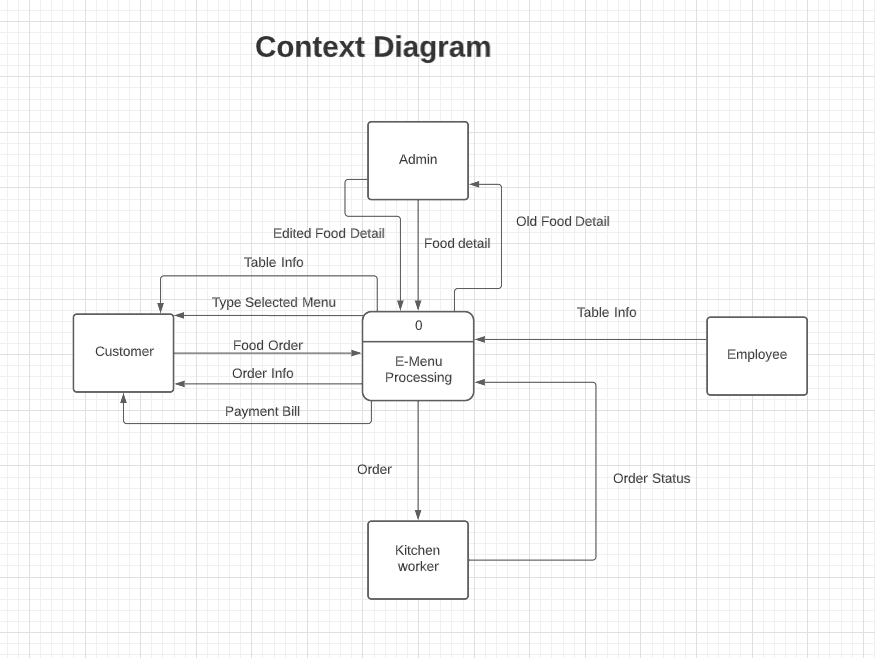 Context Diagram
Admin
Old Food Detail
Edited Food Detail
Food detail
Table Info
Type Selected Menu
Table Info
0
Food Order
Customer
E-Menu
Processing
Employee
Order Info
Payment Bill
Order
Order Status
Kitchen
worker